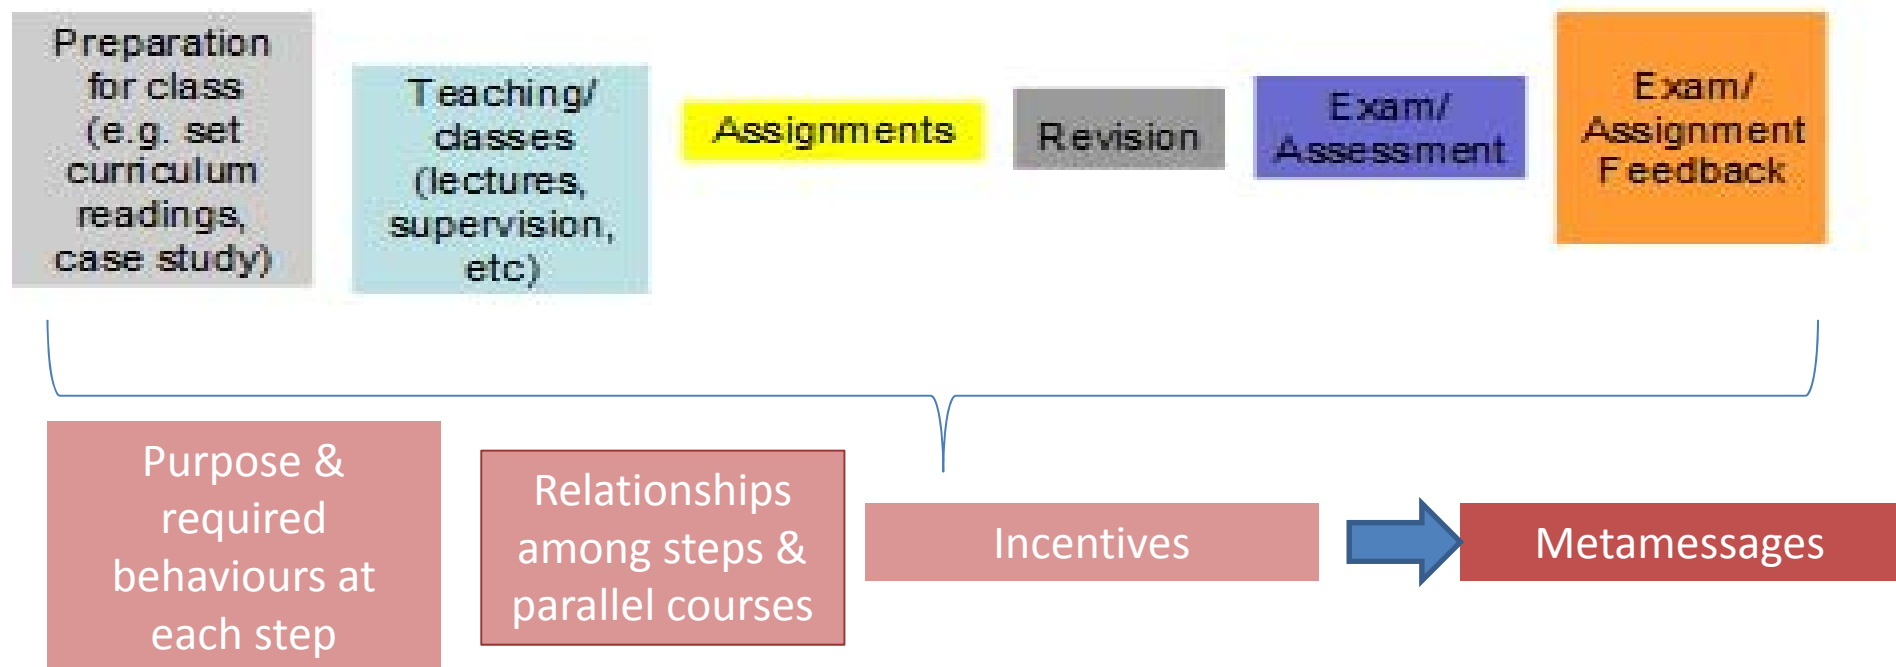 Preparation
for class
(e.g. set
curriculum
readings,
case study)
Teaching/
classes
(lectures,
supervision,
etc)
Assignments
Revision
Exam/
Assessment
Exam/
Assignment
Feedback
Purpose &
required
behaviours at
each step
Relationships
among steps &
parallel courses
Incentives
Metamessages